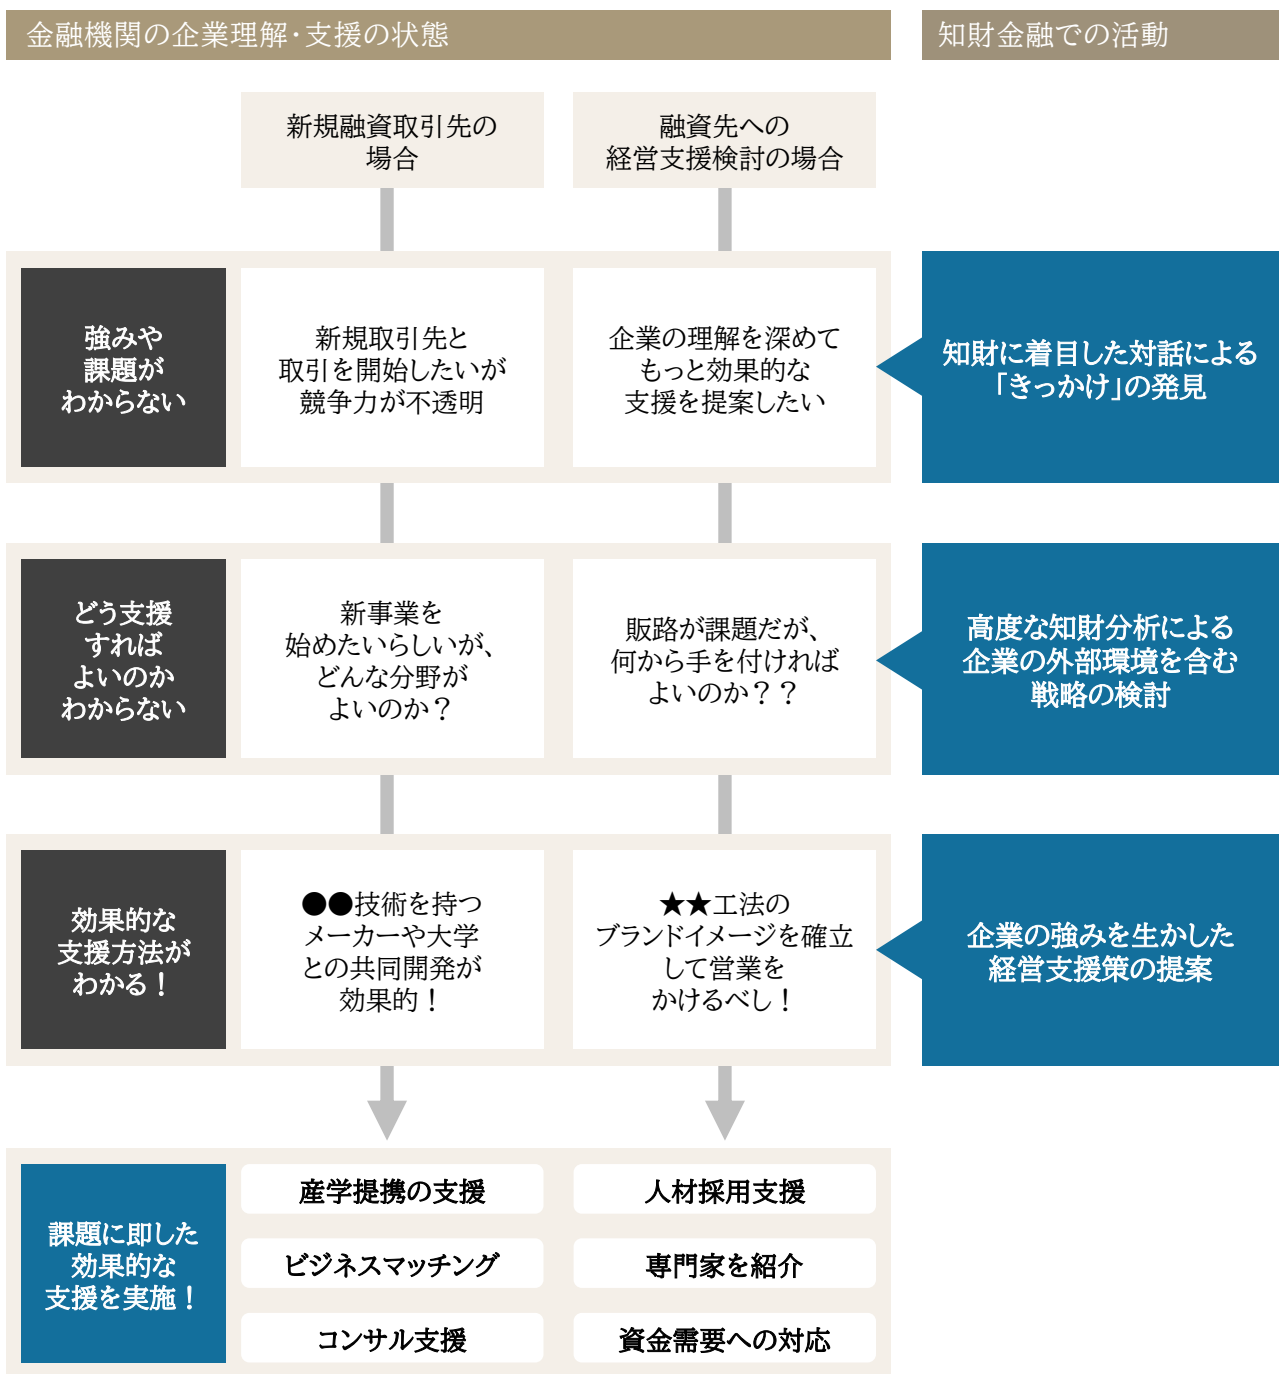 金融機関の企業理解・支援の状態
知財金融での活動
新規融資取引先の
場合
融資先への
経営支援検討の場合
強みや
課題が
わからない
新規取引先と
取引を開始したいが
競争力が不透明
企業の理解を深めて
もっと効果的な
支援を提案したい
知財に着目した対話による
「きっかけ」の発見
どう支援
すれば
よいのか
わからない
新事業を
始めたいらしいが、
どんな分野が
よいのか？
販路が課題だが、
何から手を付ければ
よいのか？？
高度な知財分析による
企業の外部環境を含む
戦略の検討
効果的な
支援方法が
わかる！
●●技術を持つ
メーカーや大学
との共同開発が
効果的！
★★工法の
ブランドイメージを確立
して営業を
かけるべし！
企業の強みを生かした
経営支援策の提案
課題に即した
効果的な
支援を実施！
産学提携の支援
人材採用支援
ビジネスマッチング
専門家を紹介
コンサル支援
資金需要への対応